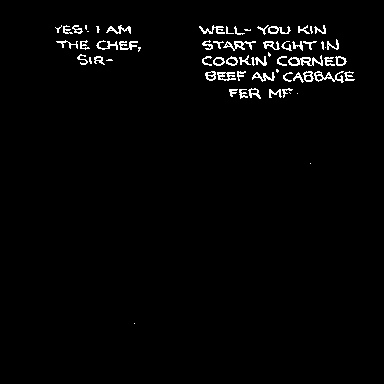 YES! I AM
THE CHEF,
SIR-
WELL- YOU KIN
START RIGHT IN
COOKIN' CORNED
BEEF AN' CABBAGE
FER ME.